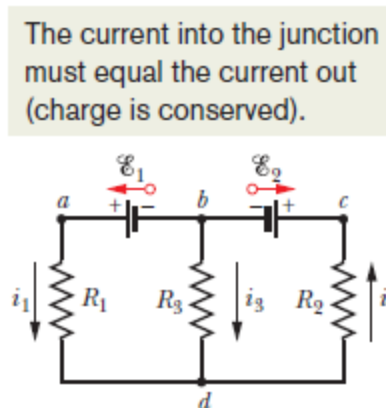 The current into the junction
must equal the current out
(charge is conserved).
ℰ1 ℰ2
a + - b - + c
i1 R1 R3 i3 R2 i
d